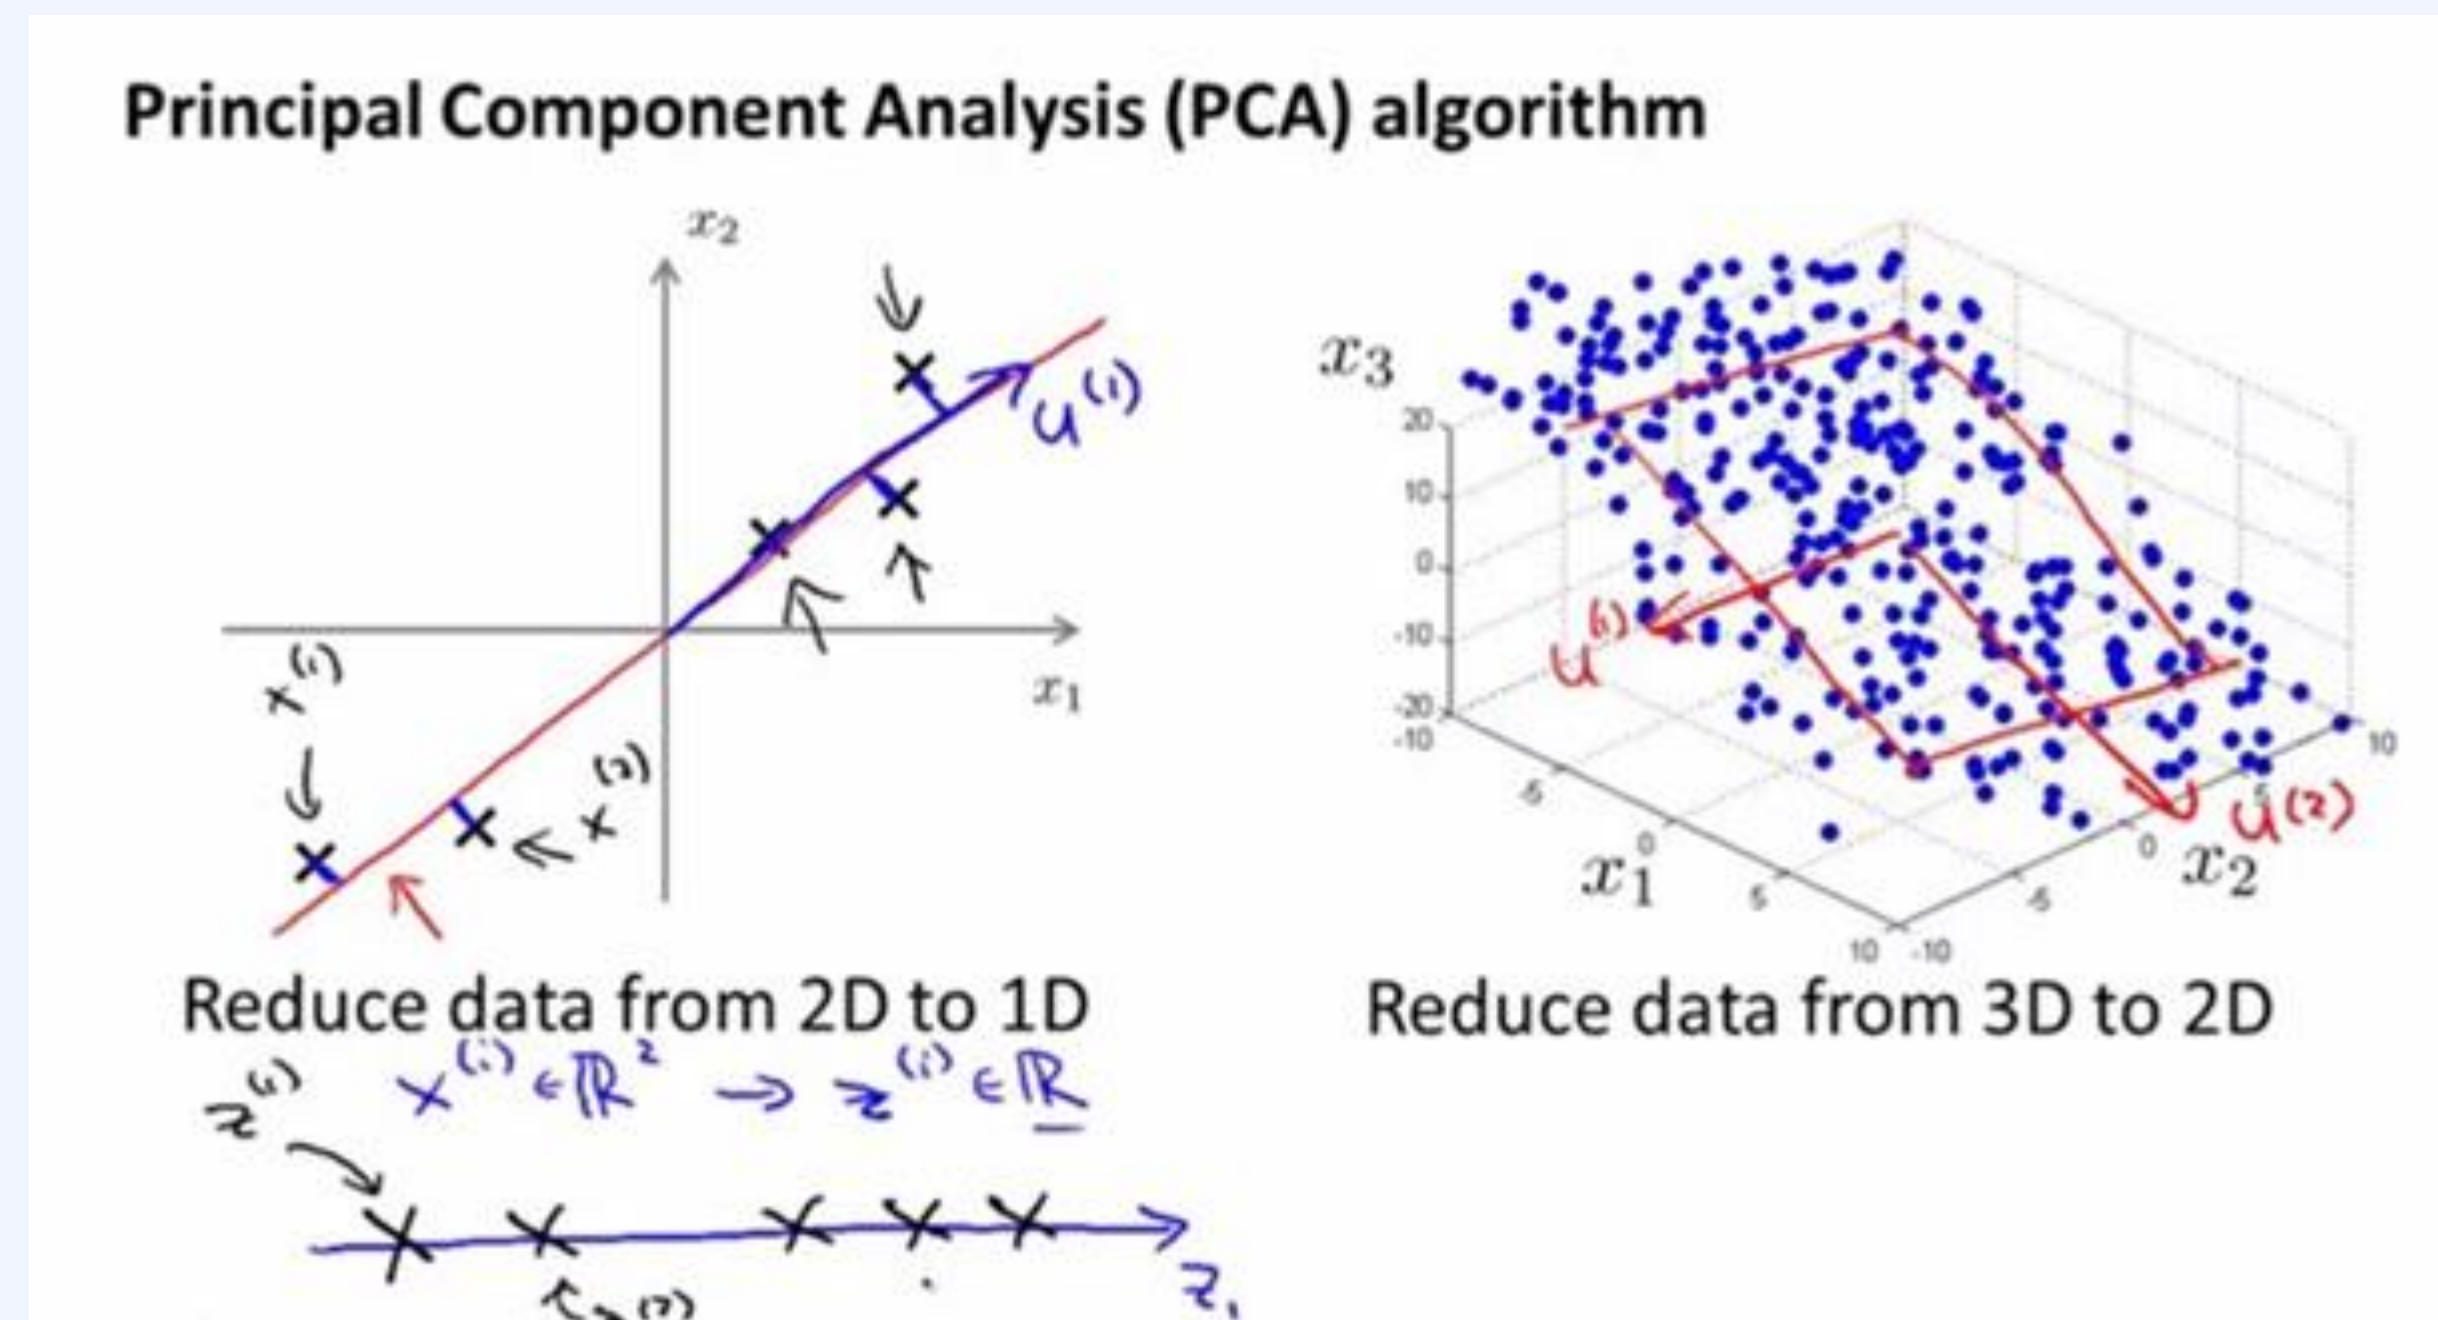 Principal Component Analysis (PCA) algorithm
x₂
u⁽¹⁾
x₁
x⁽¹⁾
x⁽²⁾
Reduce data from 2D to 1D
x⁽ⁱ⁾ ∈ ℝ² → z⁽ⁱ⁾ ∈ ℝ
z⁽¹⁾
z₁
x₃
20
10
0
-10
-20
-10
-5
0
5
10
-10
-5
0
5
10
x₁
x₂
u⁽¹⁾
u⁽²⁾
Reduce data from 3D to 2D